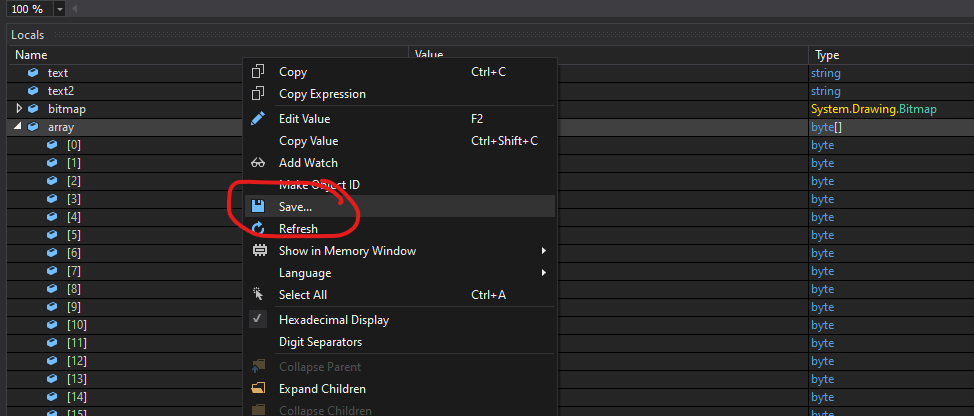 100 %
Locals
Name Value Type
text string
text2 string
bitmap System.Drawing.Bitmap
array byte[]
[0] byte
[1] byte
[2] byte
[3] byte
[4] byte
[5] byte
[6] byte
[7] byte
[8] byte
[9] byte
[10] byte
[11] byte
[12] byte
[13] byte
[14] byte
[15] byte
Copy Ctrl+C
Copy Expression
Edit Value F2
Copy Value Ctrl+Shift+C
Add Watch
Make Object ID
Save...
Refresh
Show in Memory Window
Language
Select All Ctrl+A
Hexadecimal Display
Digit Separators
Collapse Parent
Expand Children
Collapse Children